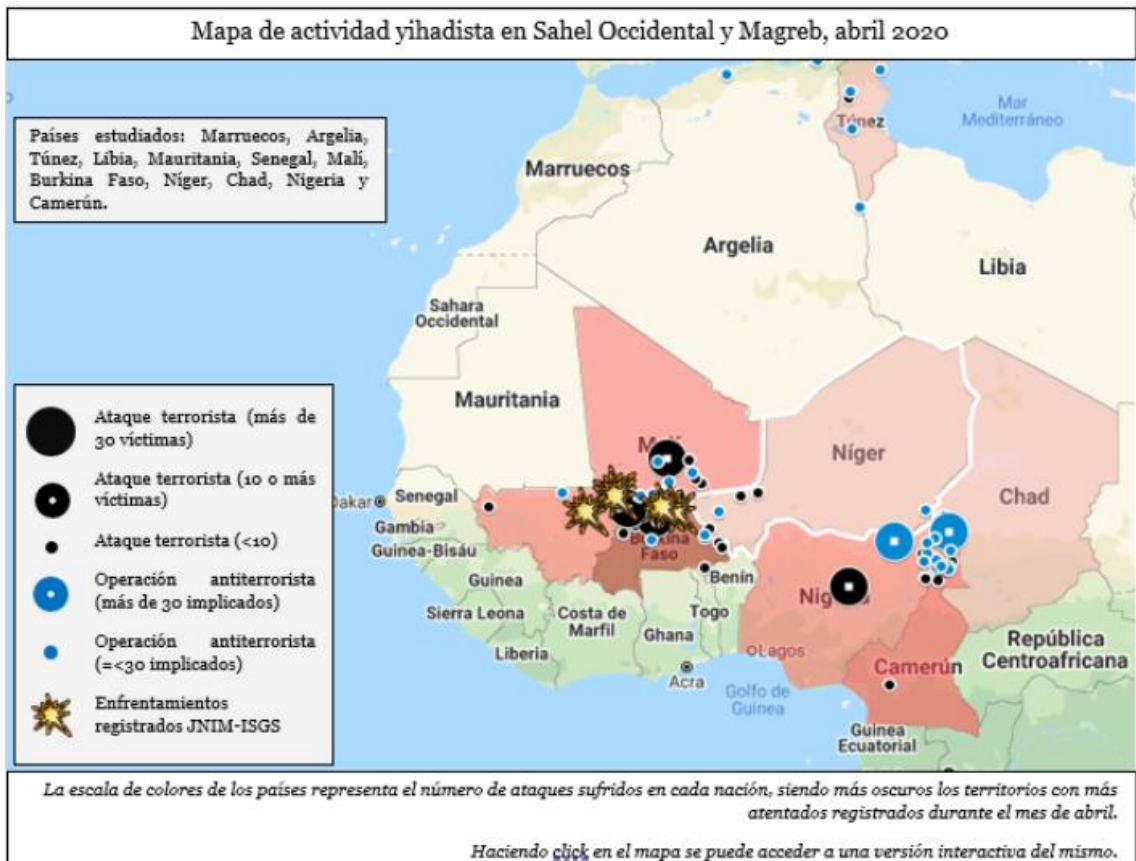 Mapa de actividad yihadista en Sahel Occidental y Magreb, abril 2020
Países estudiados: Marruecos, Argelia,
Túnez, Libia, Mauritania, Senegal, Malí,
Burkina Faso, Níger, Chad, Nigeria y
Camerún.
Mar
Mediterráneo
Túnez
Marruecos
Argelia
Libia
Sahara
Occidental
Mauritania
Níger
Chad
Dakar
Senegal
Gambia
Guinea-Bisáu
Burkina
Faso
Guinea
Benín
Sierra Leona
Costa de
Marfil
Togo
Ghana
Liberia
Lagos
Acra
Camerún
República
Centroafricana
Golfo de
Guinea
Guinea
Ecuatorial
Ataque terrorista (más de
30 víctimas)
Ataque terrorista (10 o más
víctimas)
Ataque terrorista (<10)
Operación antiterrorista
(más de 30 implicados)
Operación antiterrorista
(=<30 implicados)
Enfrentamientos
registrados JNIM-ISGS
La escala de colores de los países representa el número de ataques sufridos en cada nación, siendo más oscuros los territorios con más
atentados registrados durante el mes de abril.
Haciendo click en el mapa se puede acceder a una versión interactiva del mismo.